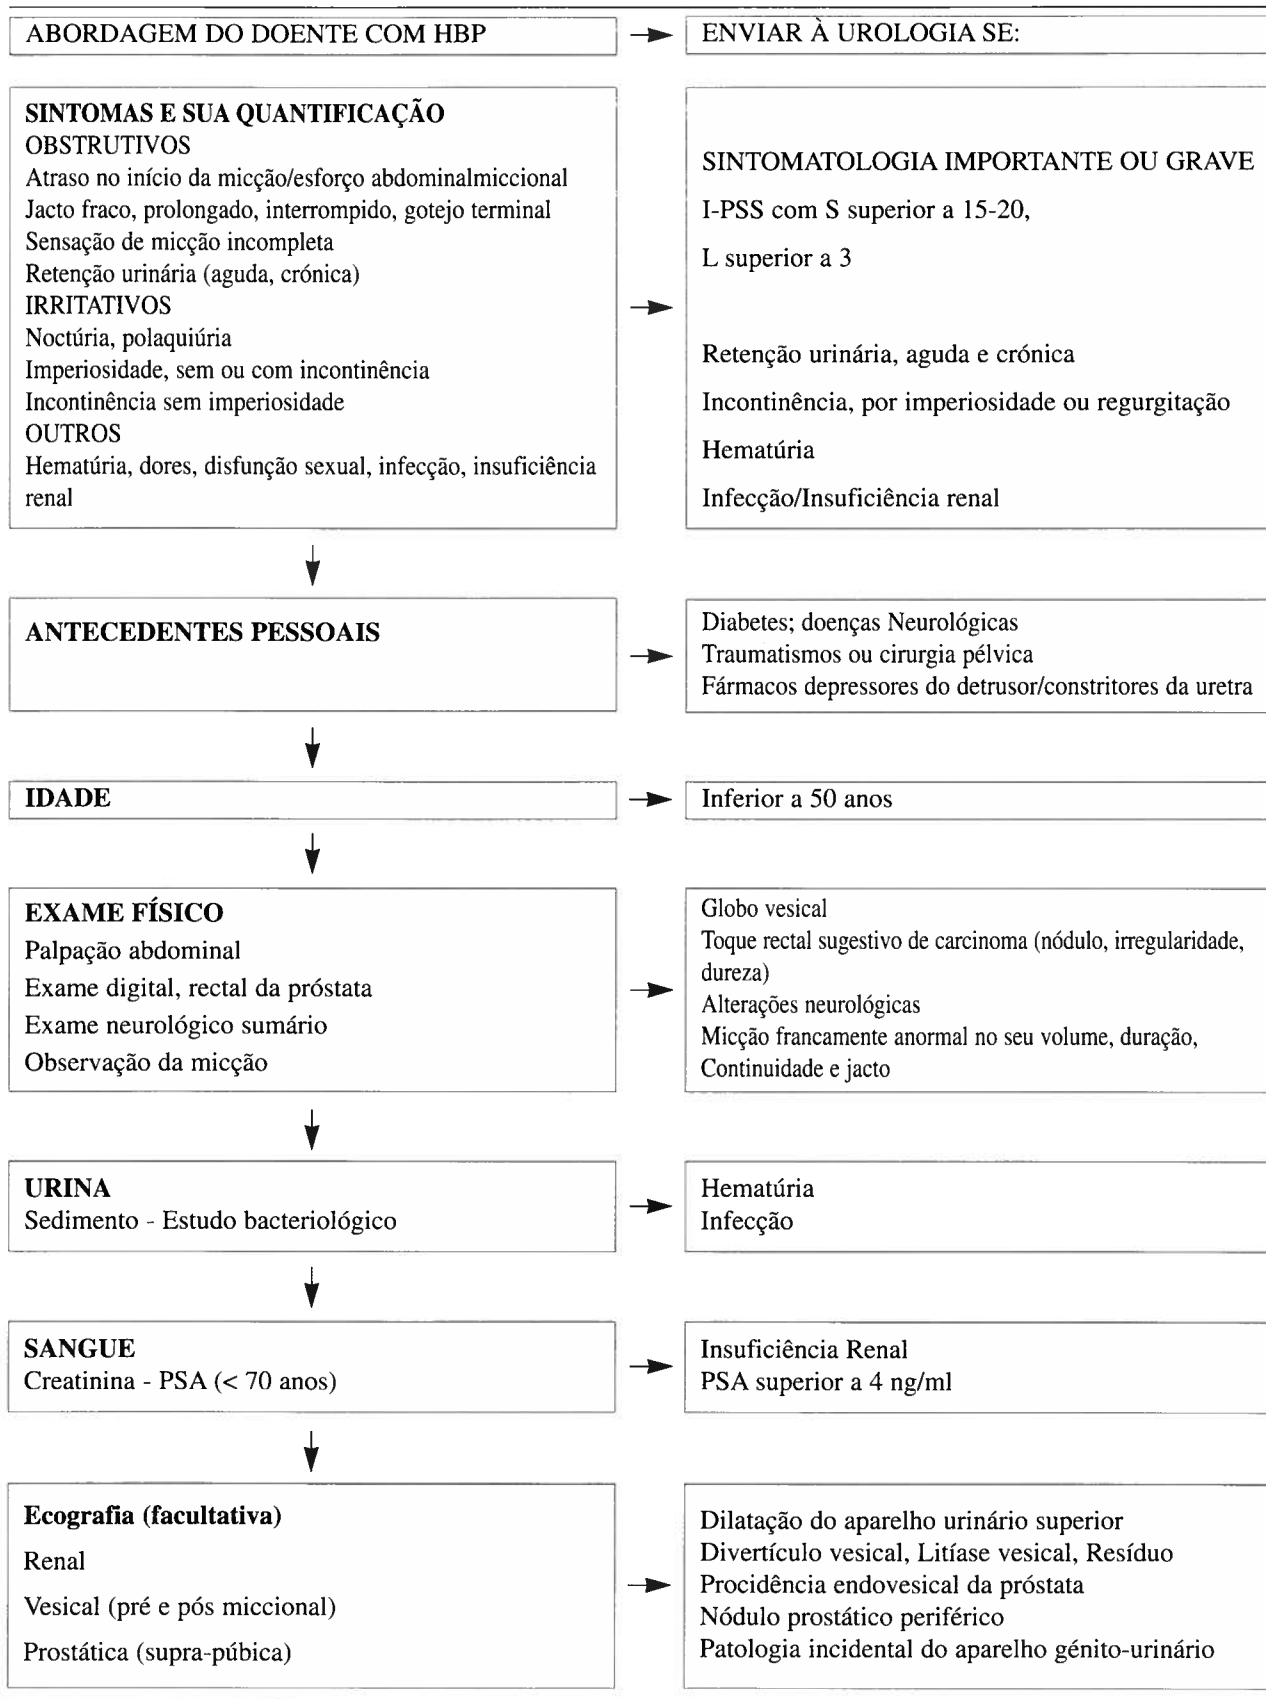 ABORDAGEM DO DOENTE COM HBP
ENVIAR À UROLOGIA SE:
SINTOMAS E SUA QUANTIFICAÇÃO
OBSTRUTIVOS
Atraso no início da micção/esforço abdominalmiccional
Jacto fraco, prolongado, interrompido, gotejo terminal
Sensação de micção incompleta
Retenção urinária (aguda, crónica)
IRRITATIVOS
Noctúria, polaquiúria
Imperiosidade, sem ou com incontinência
Incontinência sem imperiosidade
OUTROS
Hematúria, dores, disfunção sexual, infecção, insuficiência
renal
SINTOMATOLOGIA IMPORTANTE OU GRAVE
I-PSS com S superior a 15-20,
L superior a 3
Retenção urinária, aguda e crónica
Incontinência, por imperiosidade ou regurgitação
Hematúria
Infecção/Insuficiência renal
ANTECEDENTES PESSOAIS
Diabetes; doenças Neurológicas
Traumatismos ou cirurgia pélvica
Fármacos depressores do detrusor/constritores da uretra
IDADE
Inferior a 50 anos
EXAME FÍSICO
Palpação abdominal
Exame digital, rectal da próstata
Exame neurológico sumário
Observação da micção
Globo vesical
Toque rectal sugestivo de carcinoma (nódulo, irregularidade,
dureza)
Alterações neurológicas
Micção francamente anormal no seu volume, duração,
Continuidade e jacto
URINA
Sedimento - Estudo bacteriológico
Hematúria
Infecção
SANGUE
Creatinina - PSA (< 70 anos)
Insuficiência Renal
PSA superior a 4 ng/ml
Ecografia (facultativa)
Renal
Vesical (pré e pós miccional)
Prostática (supra-púbica)
Dilatação do aparelho urinário superior
Divertículo vesical, Litíase vesical, Resíduo
Procidência endovesical da próstata
Nódulo prostático periférico
Patologia incidental do aparelho génito-urinário